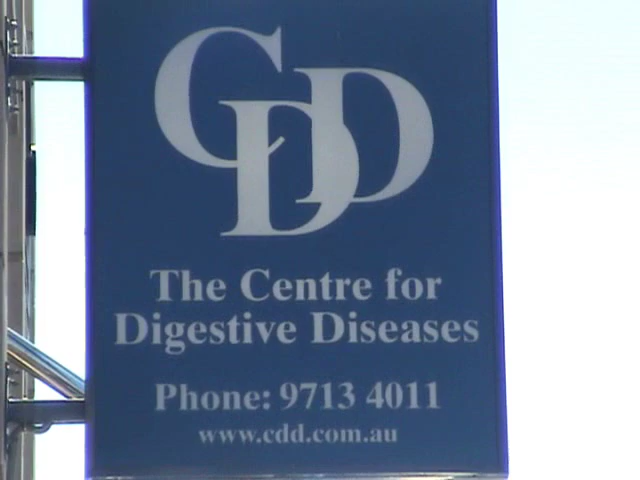 CDD
The Centre for
Digestive Diseases
Phone: 9713 4011
www.cdd.com.au